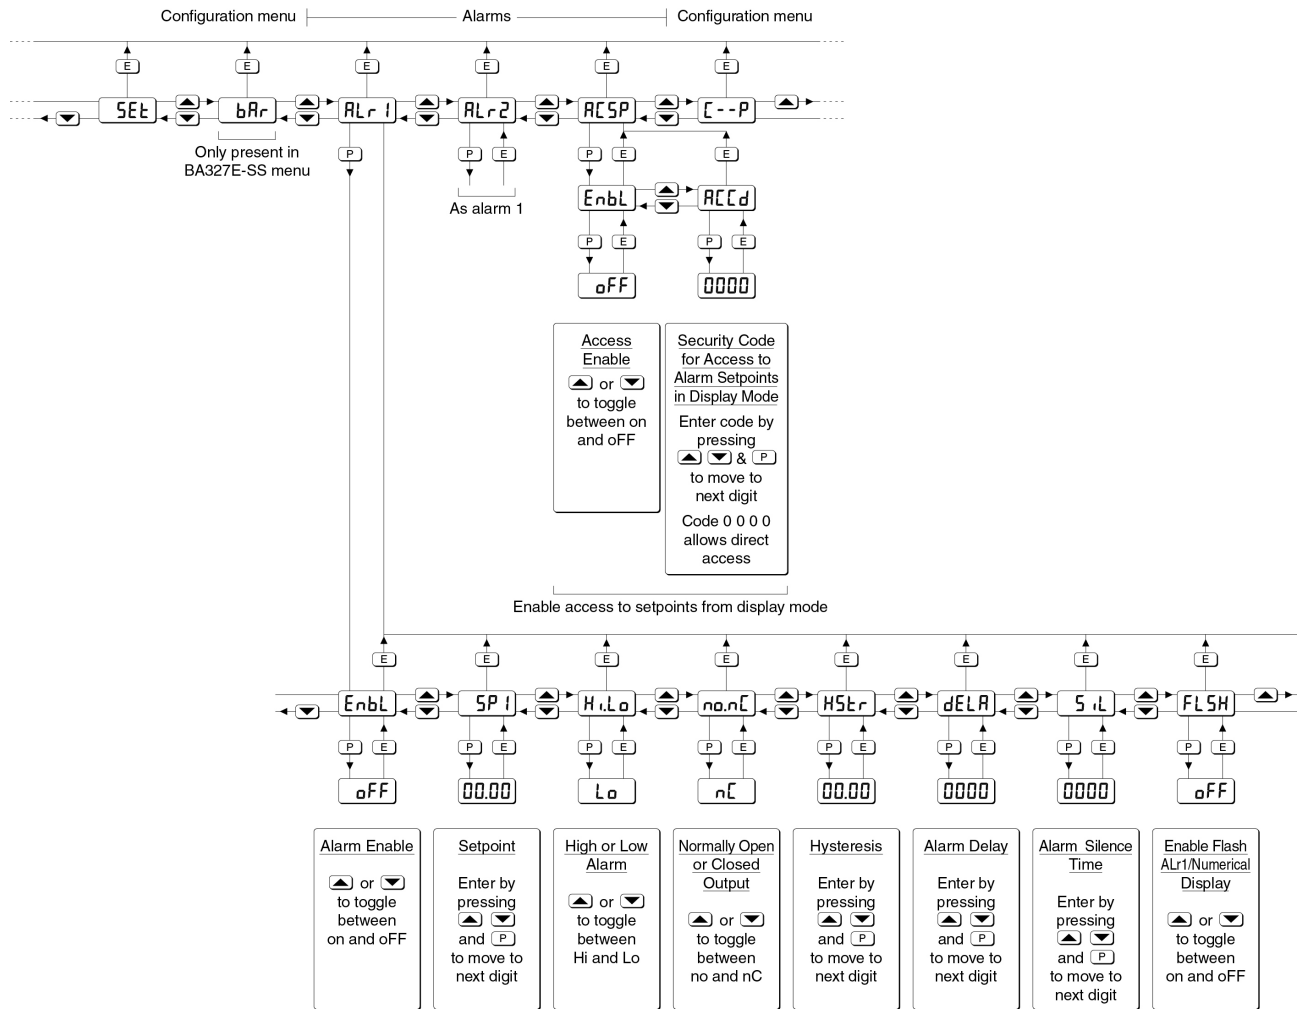 Configuration menu
Alarms
Configuration menu
E E E E E E
SEt bAr ALr1 ALr2 ACSP C--P
Only present in
BA327E-SS menu
P P E P E E
As alarm 1
EnbL ACCd
P E P E
oFF 0000
Access
Enable
or
to toggle
between on
and oFF
Security Code
for Access to
Alarm Setpoints
in Display Mode
Enter code by
pressing
& P
to move to
next digit
Code 0 0 0 0
allows direct
access
Enable access to setpoints from display mode
E E E E E E E E
EnbL SP1 Hi.Lo no.nC HStr dELA SiL FLSH
P E P E P E P E P E P E P E P E
oFF 00.00 Lo nC 00.00 0000 0000 oFF
Alarm Enable
or
to toggle
between
on and oFF
Setpoint
Enter by
pressing
and P
to move to
next digit
High or Low
Alarm
or
to toggle
between
Hi and Lo
Normally Open
or Closed
Output
or
to toggle
between
no and nC
Hysteresis
Enter by
pressing
and P
to move to
next digit
Alarm Delay
Enter by
pressing
and P
to move to
next digit
Alarm Silence
Time
Enter by
pressing
and P
to move to
next digit
Enable Flash
ALr1/Numerical
Display
or
to toggle
between
on and oFF